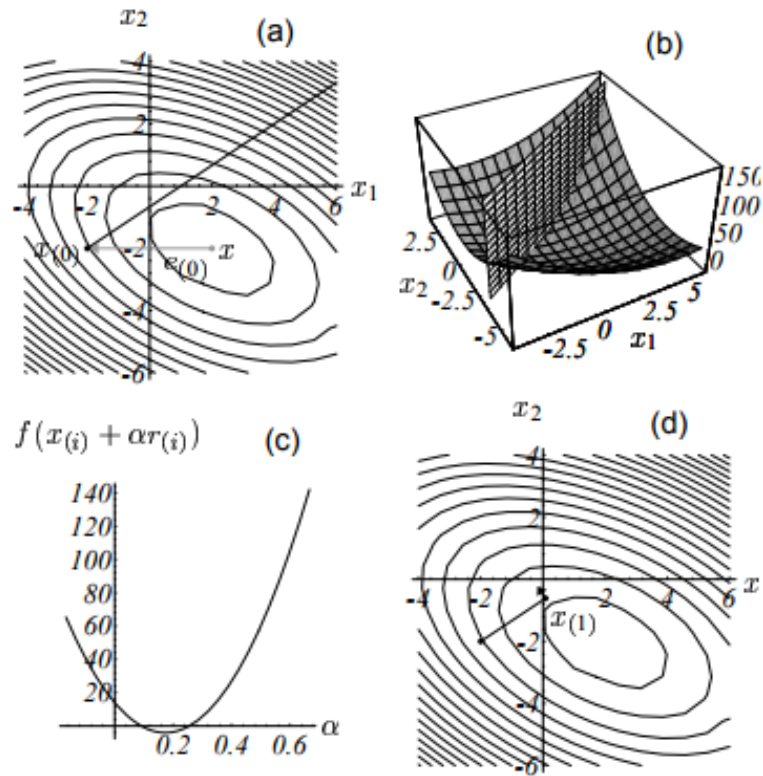 x₂
(a)
4
2
-4 -2 2 4 6 x₁
x₍₀₎ -2 e₍₀₎ x
-4
-6
(b)
150
100
50
0
2.5
0
-2.5
-5
x₂
-2.5 0 2.5 5
x₁
f(x₍ᵢ₎ + αr₍ᵢ₎)
(c)
140
120
100
80
60
40
20
0.2 0.4 0.6 α
x₂
(d)
4
2
-4 -2 2 4 6 x
x₍₁₎
-2
-4
-6